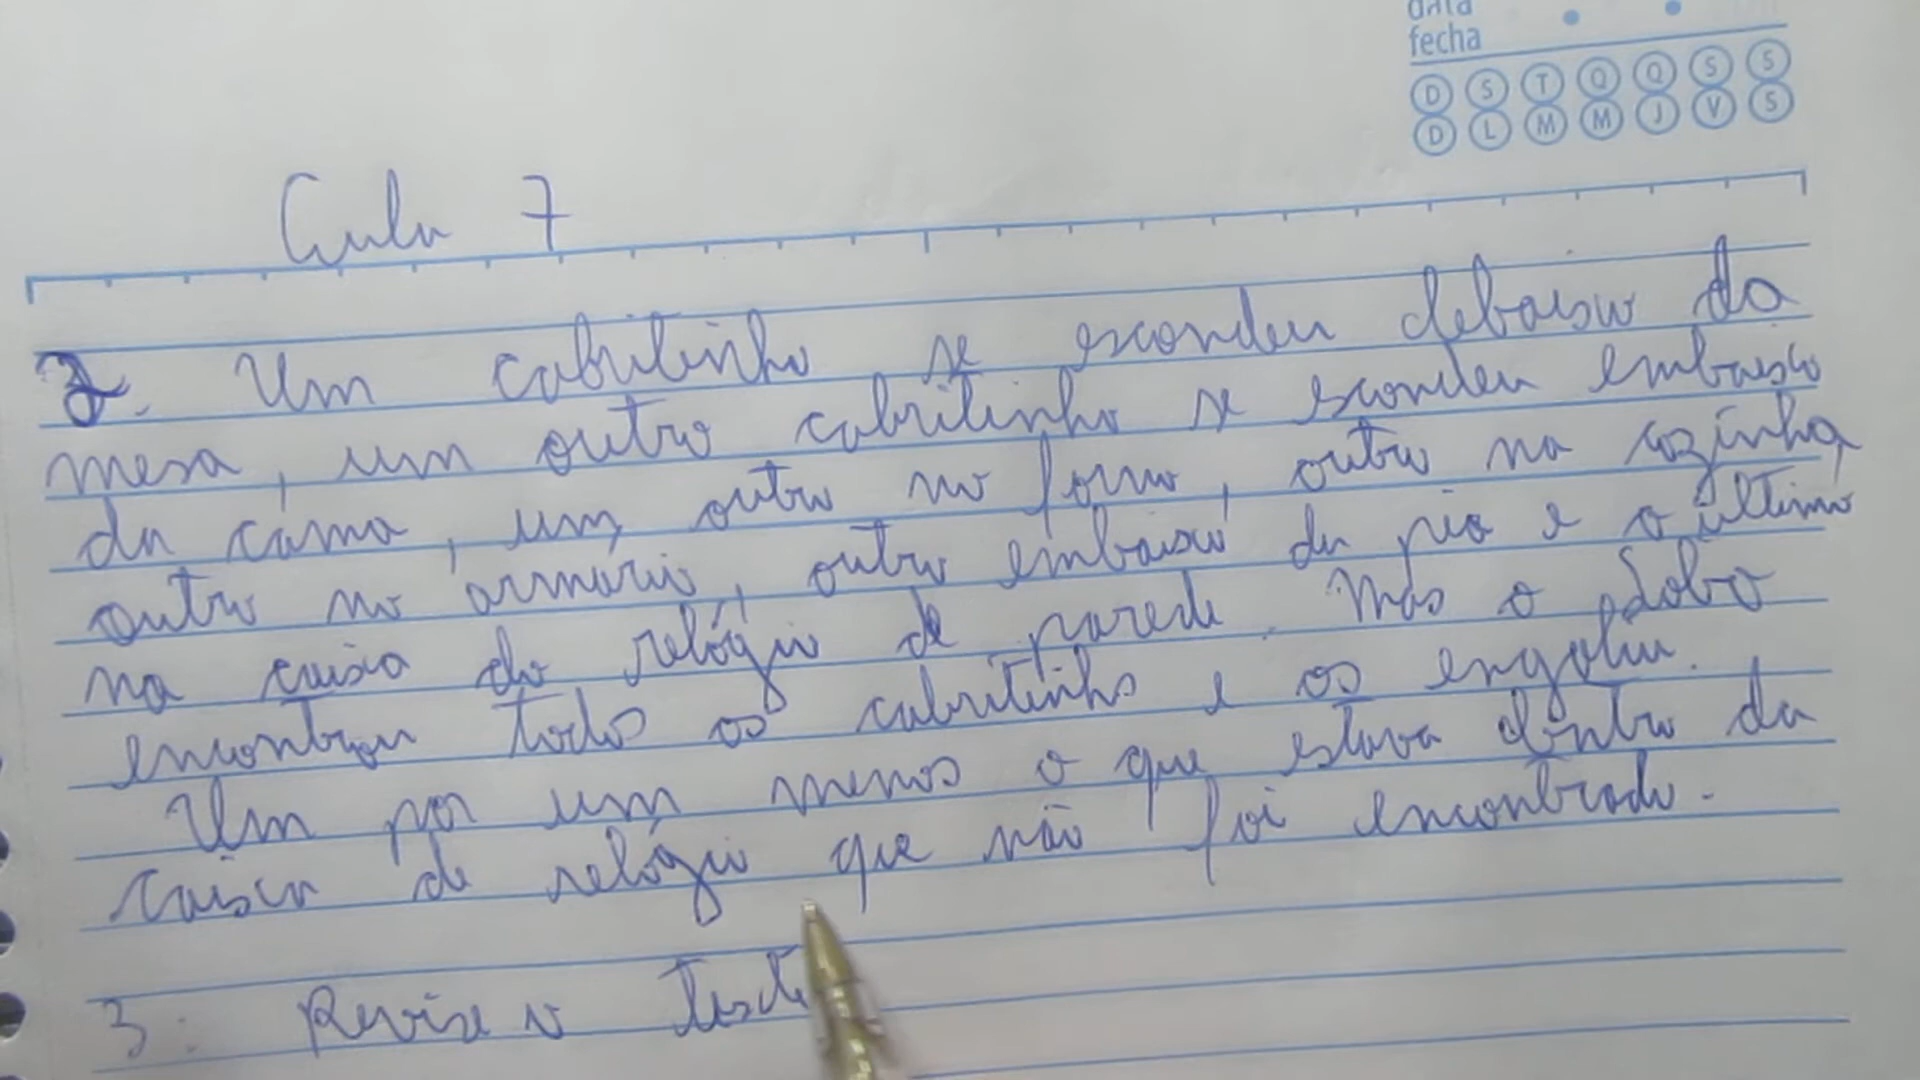 data
fecha
D S T Q Q S S
D L M M J V S
Aula 7
2. Um cabritinho se escondeu debaixo da
mesa, um outro cabritinho se escondeu embaixo
da cama, um outro no forno, outro na cozinha,
outro no armário, outro embaixo da pia e o último
na caixa do relógio de parede. Mas o lobo
encontrou todos os cabritinhos e os engoliu.
Um por um menos o que estava dentro da
caixa de relógio que não foi encontrado.
3. Revise o